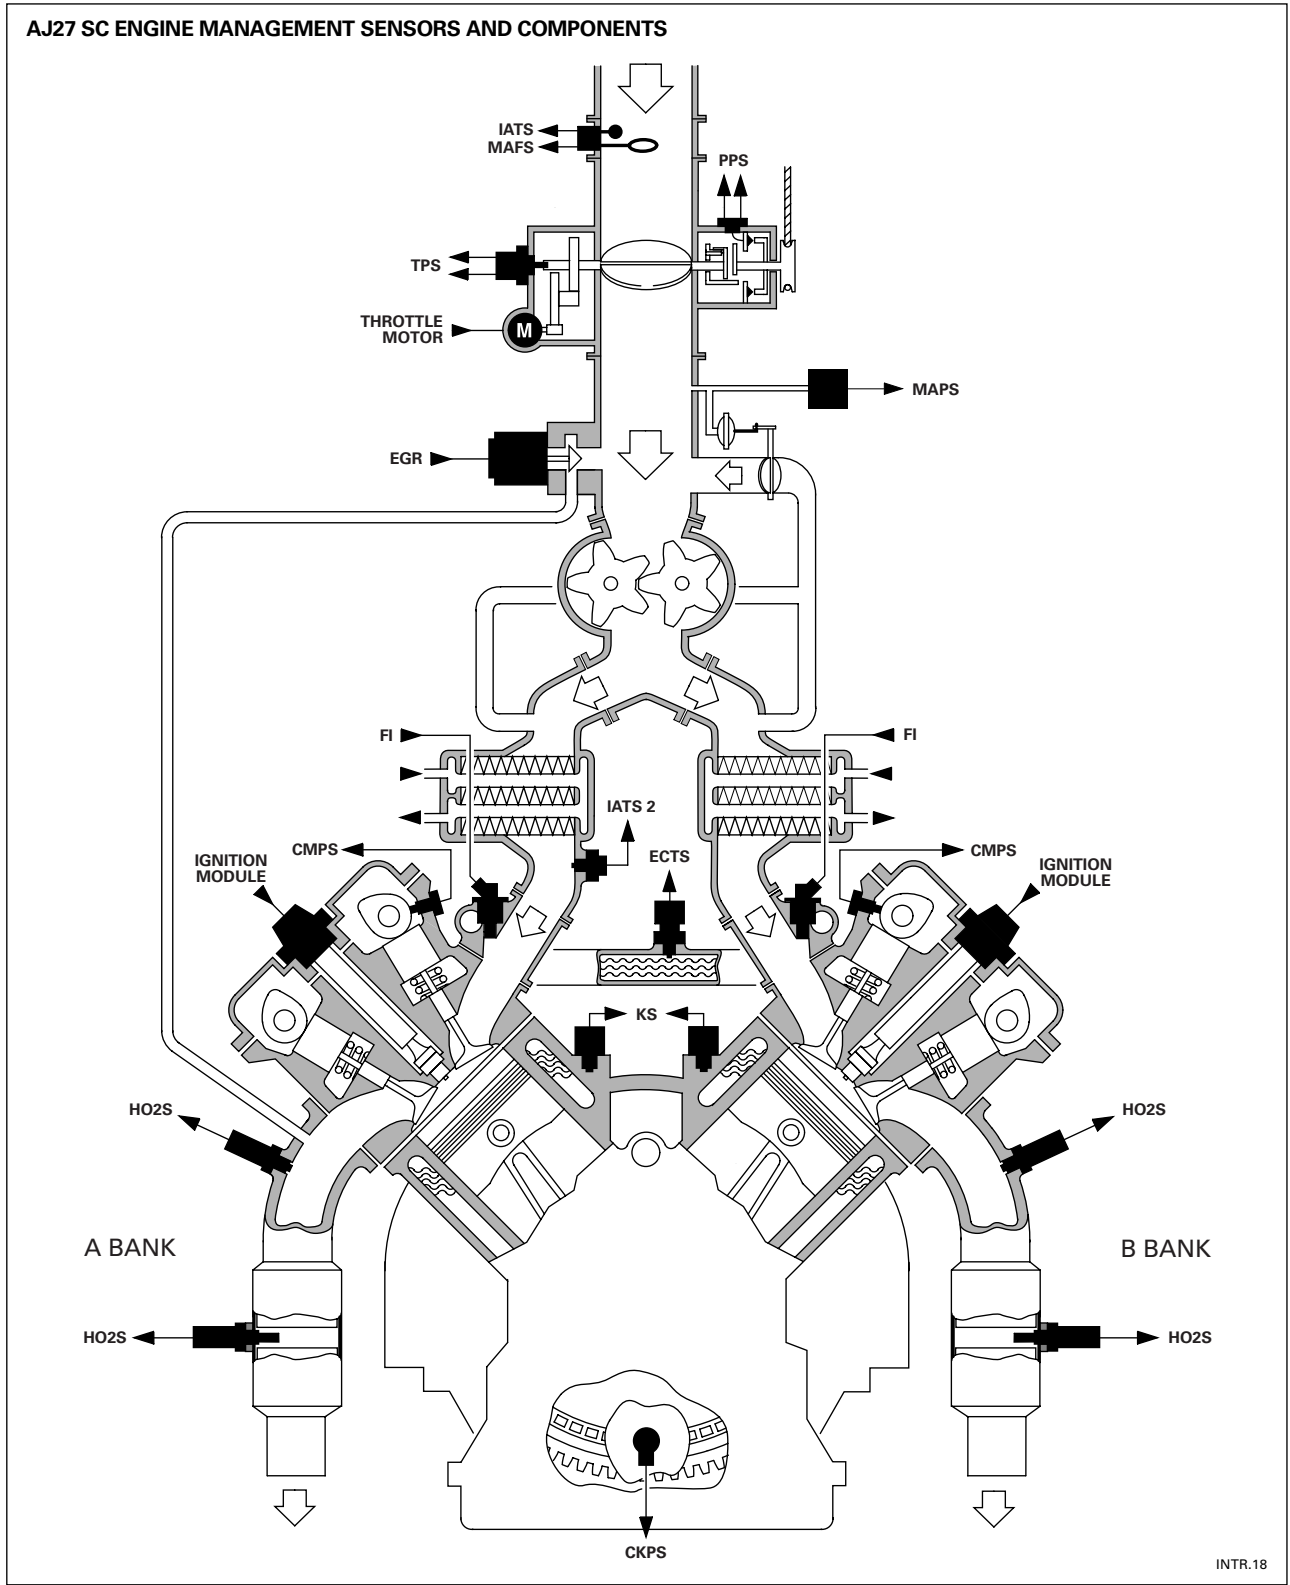 AJ27 SC ENGINE MANAGEMENT SENSORS AND COMPONENTS
IATS
MAFS
PPS
TPS
THROTTLE
MOTOR
M
MAPS
EGR
FI
FI
IATS 2
CMPS
ECTS
CMPS
IGNITION
MODULE
IGNITION
MODULE
KS
HO2S
HO2S
A BANK
B BANK
HO2S
HO2S
CKPS
INTR.18